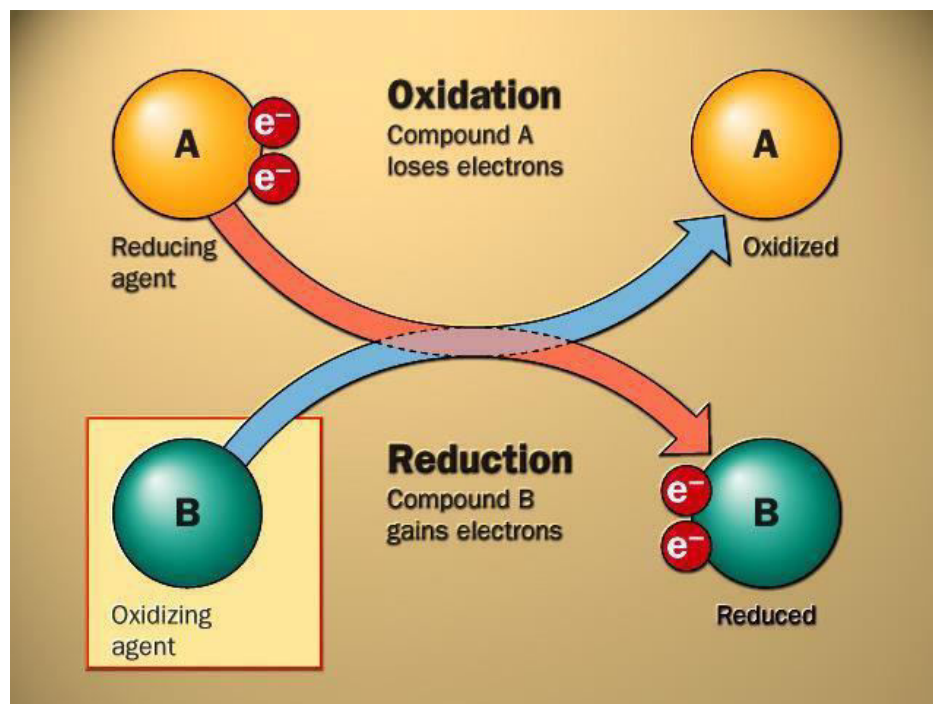 A
e–
e–
Oxidation
Compound A
loses electrons
A
Reducing
agent
Oxidized
B
Reduction
Compound B
gains electrons
e–
e–
B
Oxidizing
agent
Reduced